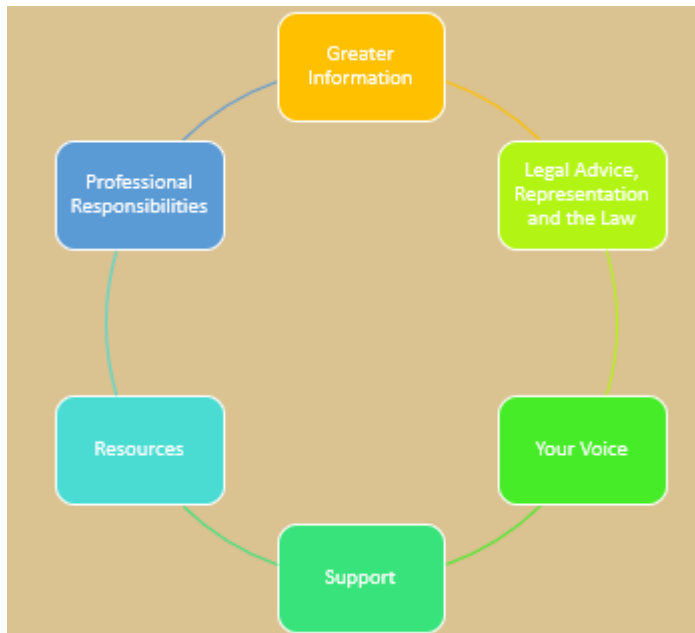 Greater
Information
Legal Advice,
Representation
and the Law
Your Voice
Support
Resources
Professional
Responsibilities